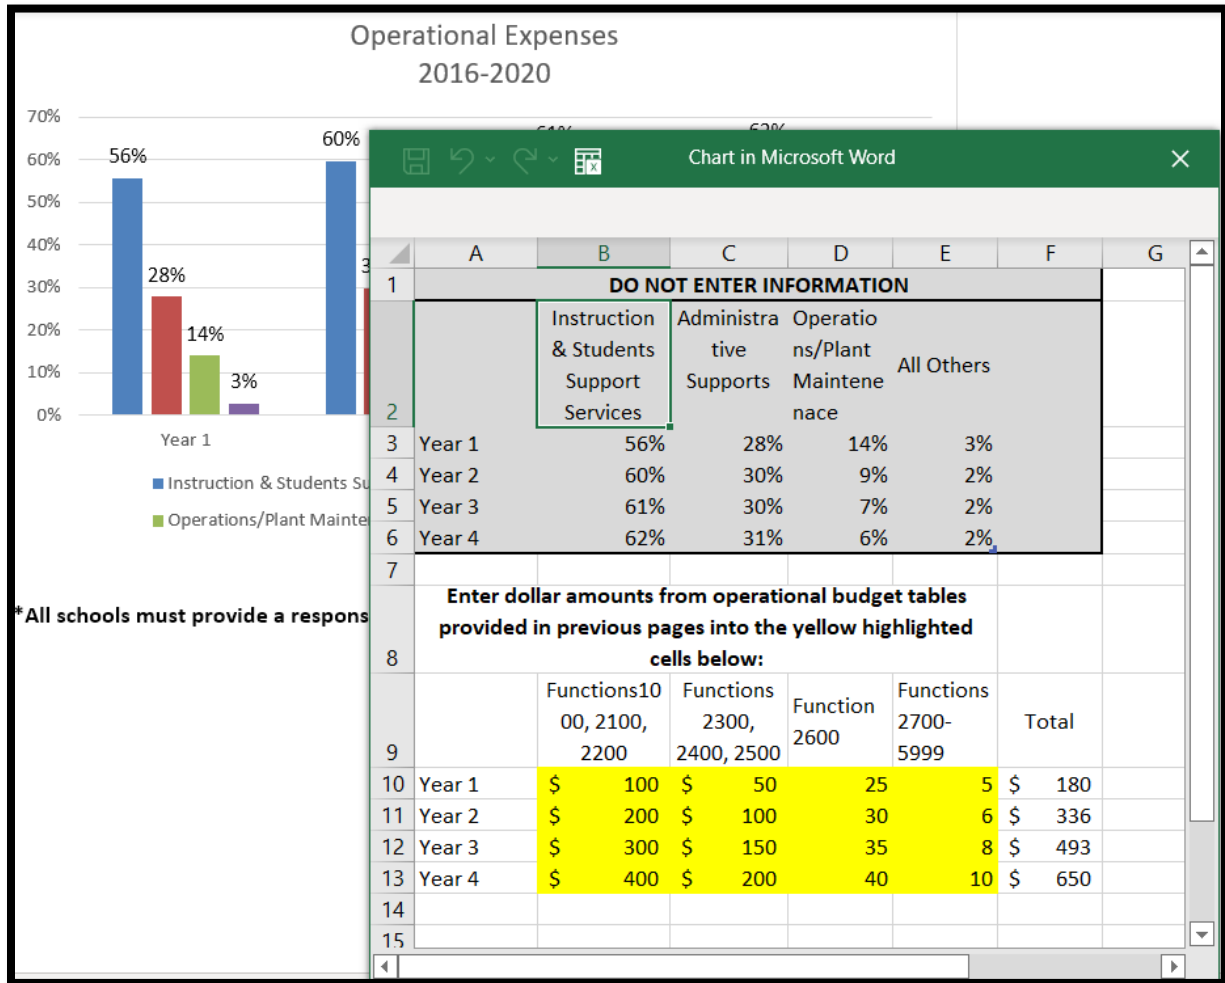 Operational Expenses
2016-2020
70%
60%
50%
40%
30%
20%
10%
0%
56%
28%
14%
3%
60%
Year 1
Instruction & Students Su
Operations/Plant Mainte
*All schools must provide a respons
Chart in Microsoft Word
A B C D E F G
1 DO NOT ENTER INFORMATION
2
Instruction
& Students
Support
Services
Administra
tive
Supports
Operatio
ns/Plant
Maintene
nace
All Others
3 Year 1 56% 28% 14% 3%
4 Year 2 60% 30% 9% 2%
5 Year 3 61% 30% 7% 2%
6 Year 4 62% 31% 6% 2%
7
Enter dollar amounts from operational budget tables
provided in previous pages into the yellow highlighted
8 cells below:
9
Functions10
00, 2100,
2200
Functions
2300,
2400, 2500
Function
2600
Functions
2700-
5999
Total
10 Year 1 $ 100 $ 50 25 5 $ 180
11 Year 2 $ 200 $ 100 30 6 $ 336
12 Year 3 $ 300 $ 150 35 8 $ 493
13 Year 4 $ 400 $ 200 40 10 $ 650
14
15